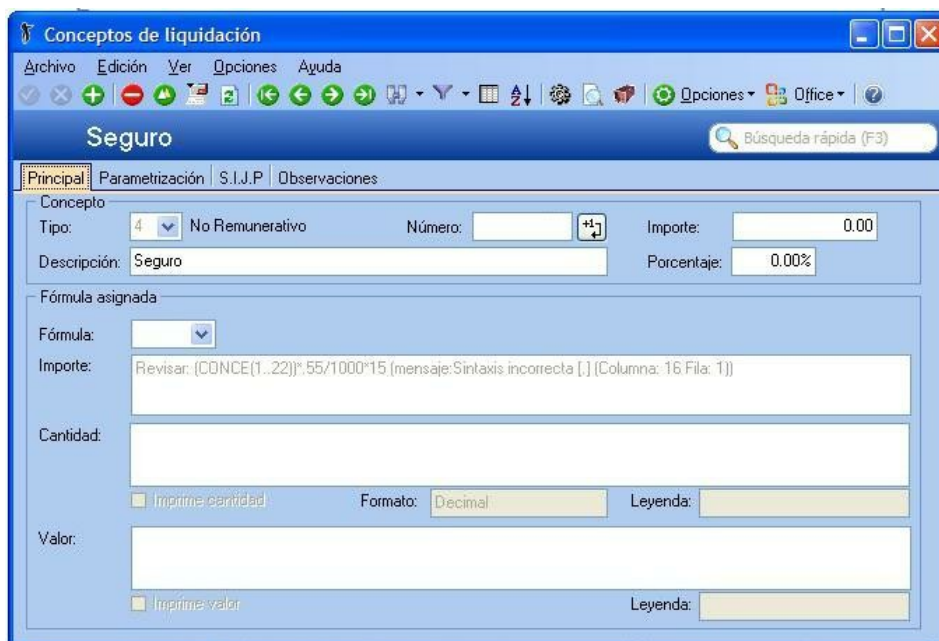 Conceptos de liquidación
Archivo Edición Ver Opciones Ayuda
Opciones Office
Seguro Búsqueda rápida (F3)
Principal Parametrización S.I.J.P Observaciones
Concepto
Tipo: 4 No Remunerativo Número: +1 Importe: 0.00
Descripción: Seguro Porcentaje: 0.00%
Fórmula asignada
Fórmula:
Importe: Revisar: (CONCE(1..22))*.55/1000*15 (mensaje:Sintaxis incorrecta [.] (Columna: 16 Fila: 1))
Cantidad:
Imprime cantidad Formato: Decimal Leyenda:
Valor:
Imprime valor Leyenda: